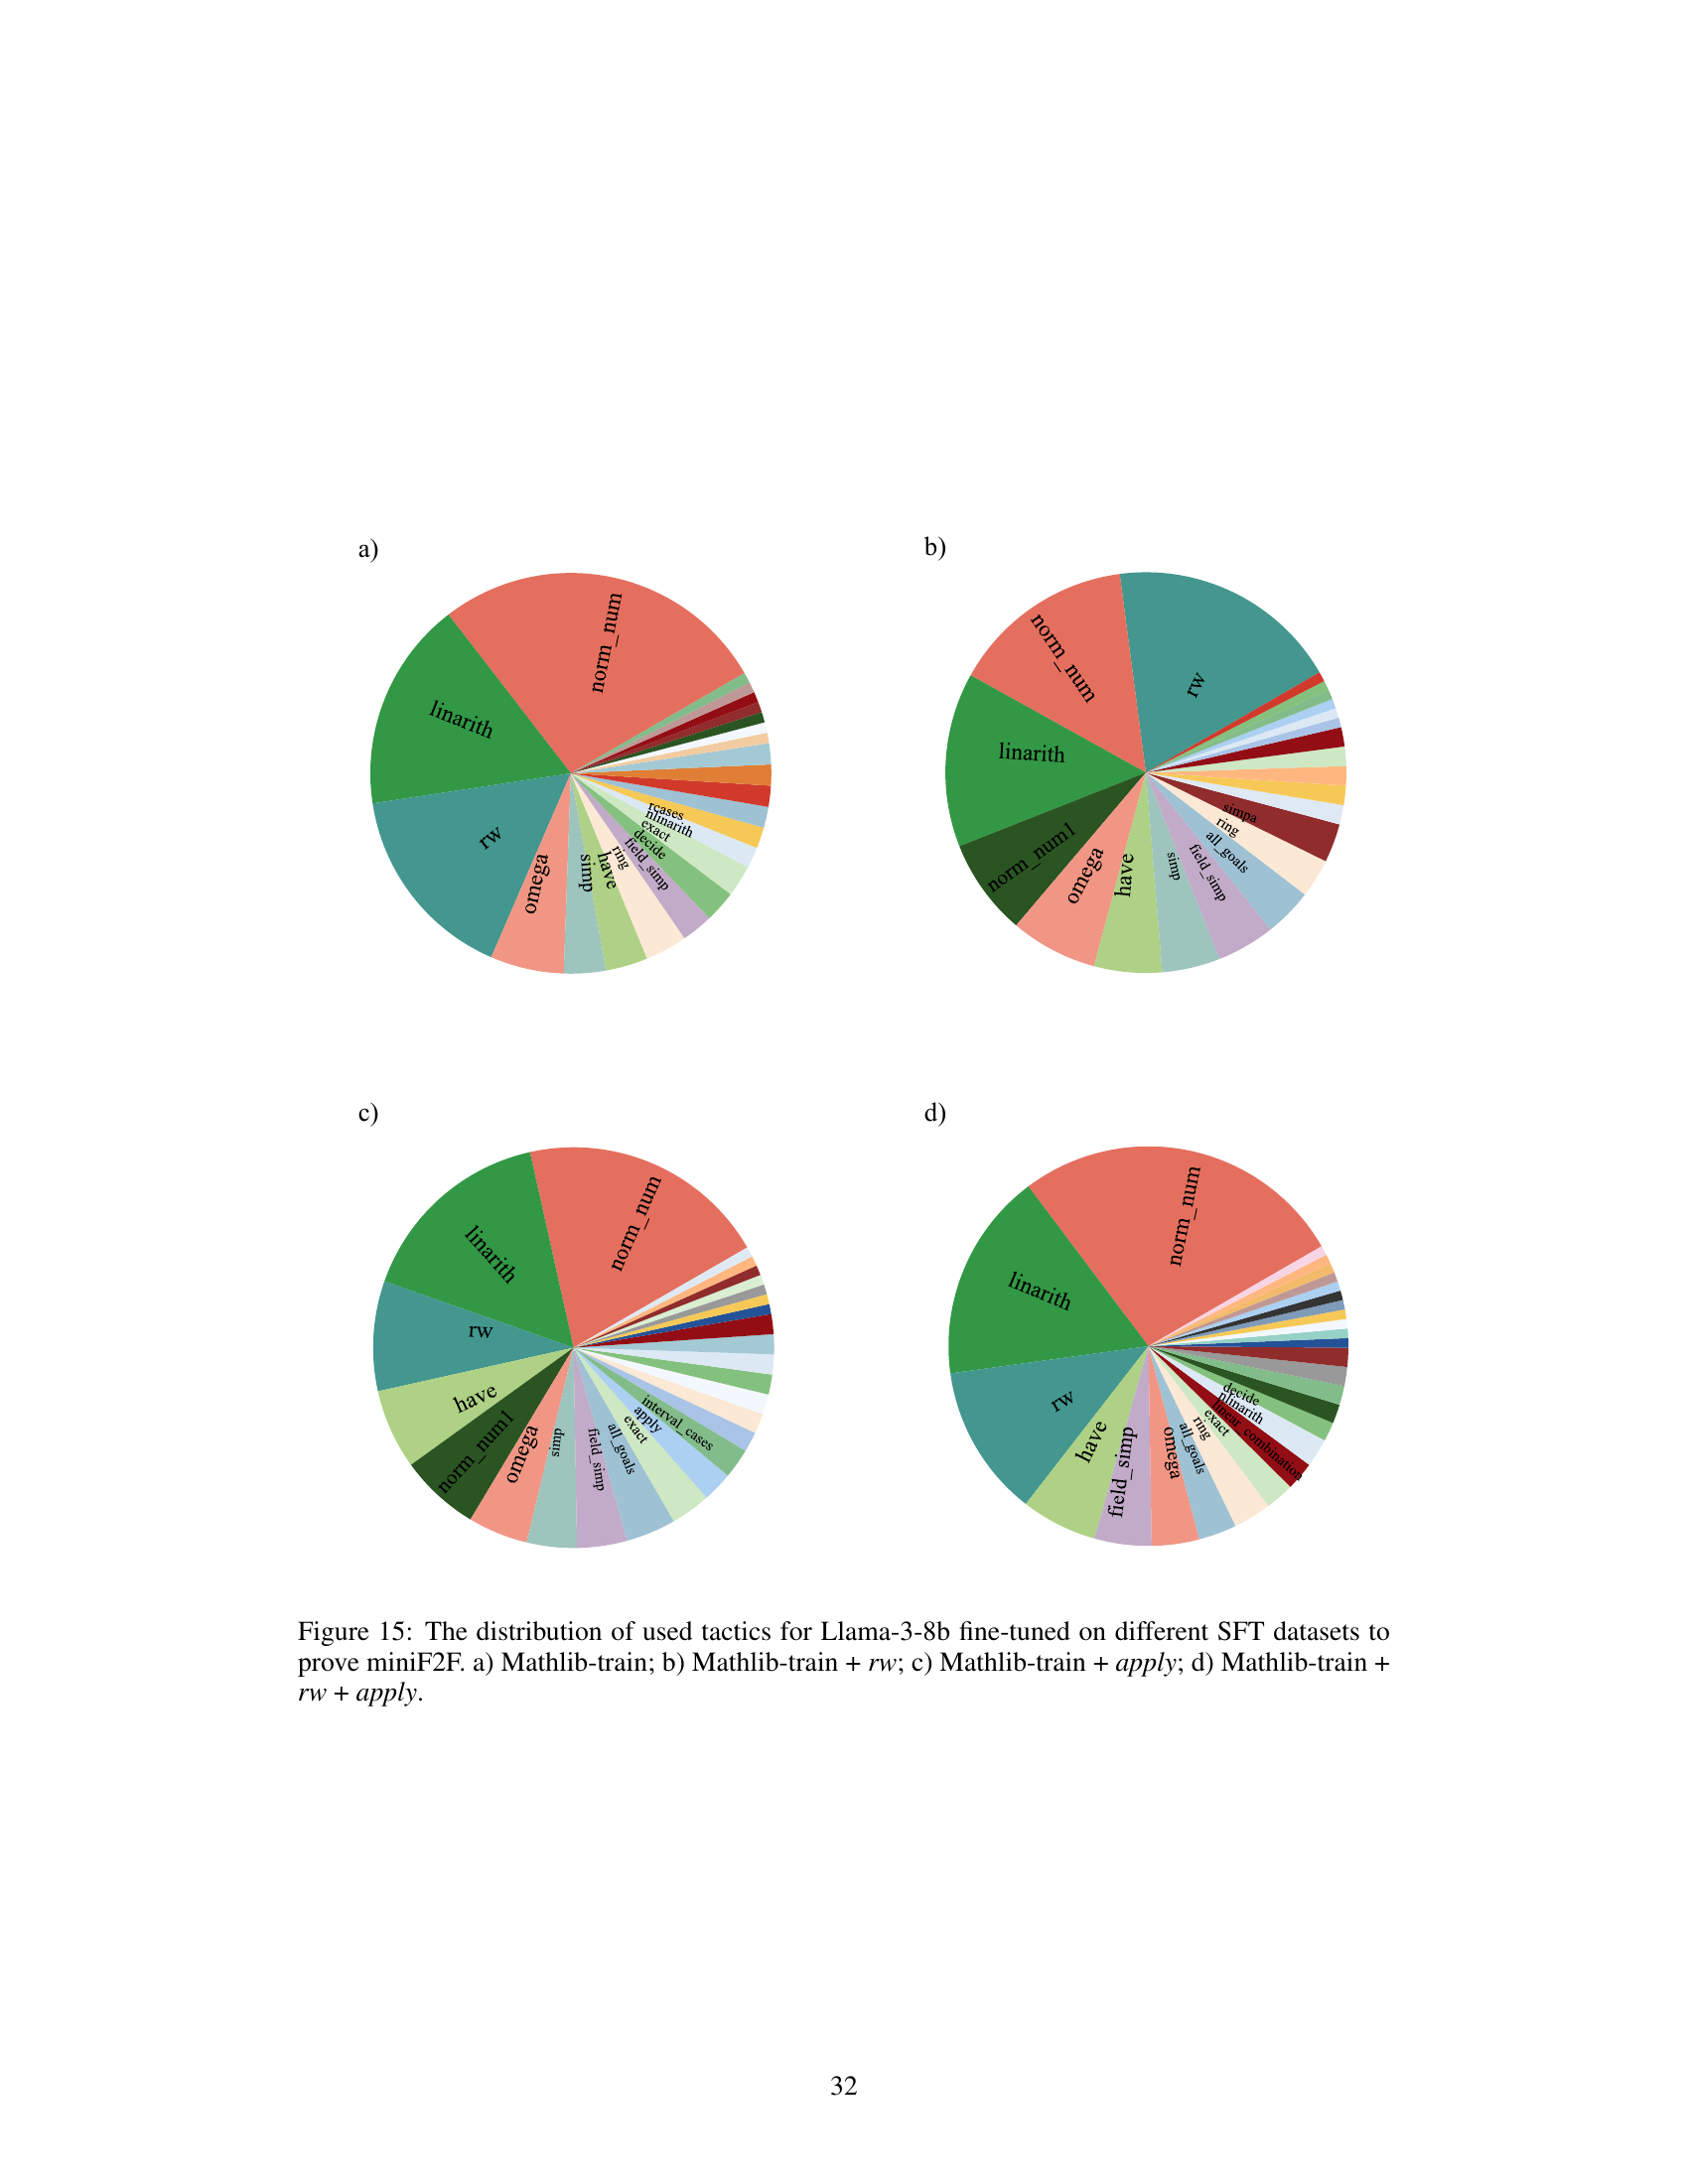 a)
norm_num
linarith
rw
omega
simp
have
ring
field_simp
decide
exact
nlinarith
rcases
b)
rw
norm_num
linarith
norm_num1
omega
have
simp
field_simp
all_goals
ring
simpa
c)
norm_num
linarith
rw
have
norm_num1
omega
simp
field_simp
all_goals
exact
apply
interval_cases
d)
norm_num
linarith
rw
have
field_simp
omega
all_goals
ring
exact
linear_combination
nlinarith
decide
Figure 15: The distribution of used tactics for Llama-3-8b fine-tuned on different SFT datasets to
prove miniF2F. a) Mathlib-train; b) Mathlib-train + rw; c) Mathlib-train + apply; d) Mathlib-train +
rw + apply.
32